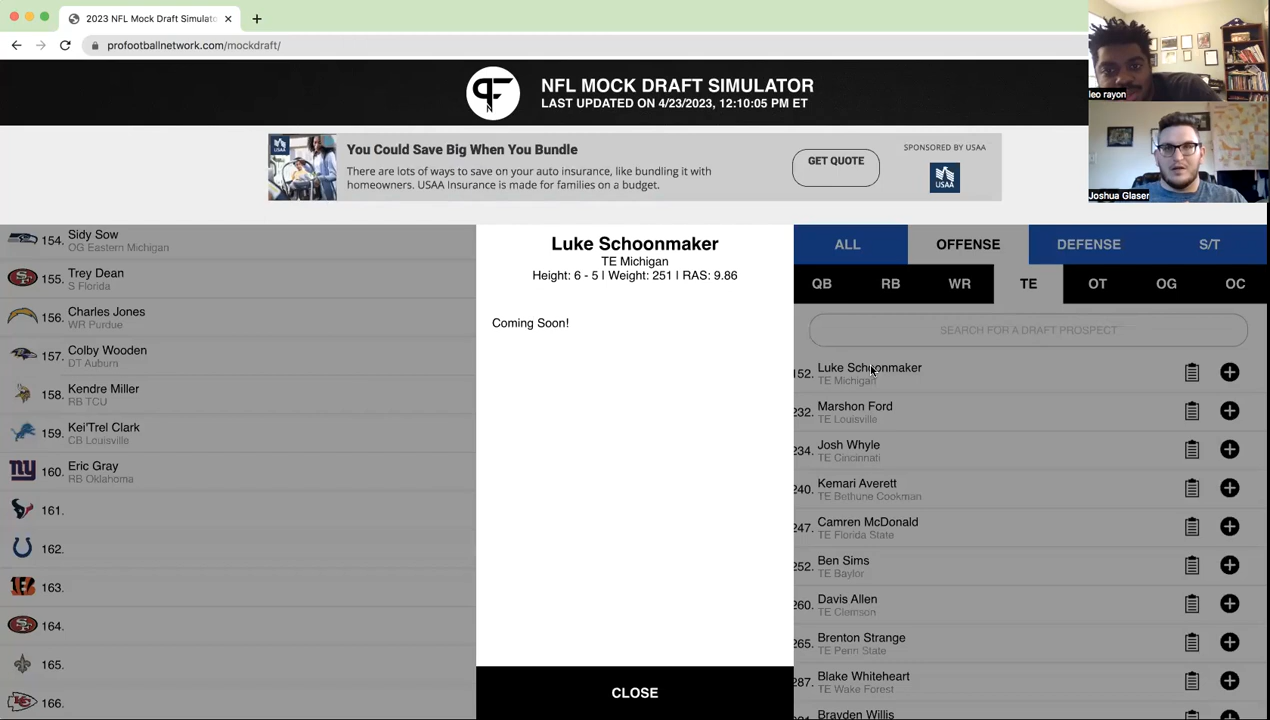 2023 NFL Mock Draft Simulato
profootballnetwork.com/mockdraft/
leo rayon
Joshua Glaser
PF
N
NFL MOCK DRAFT SIMULATOR
LAST UPDATED ON 4/23/2023, 12:10:05 PM ET
USAA
You Could Save Big When You Bundle
There are lots of ways to save on your auto insurance, like bundling it with
homeowners. USAA Insurance is made for families on a budget.
GET QUOTE
SPONSORED BY USAA
USAA
154. Sidy Sow
OG Eastern Michigan
155. Trey Dean
S Florida
156. Charles Jones
WR Purdue
157. Colby Wooden
DT Auburn
158. Kendre Miller
RB TCU
159. Kei'Trel Clark
CB Louisville
160. Eric Gray
RB Oklahoma
161.
162.
163.
164.
165.
166.
Luke Schoonmaker
TE Michigan
Height: 6 - 5 | Weight: 251 | RAS: 9.86
Coming Soon!
CLOSE
ALL OFFENSE DEFENSE S/T
QB RB WR TE OT OG OC
SEARCH FOR A DRAFT PROSPECT
152. Luke Schoonmaker
TE Michigan
232. Marshon Ford
TE Louisville
234. Josh Whyle
TE Cincinnati
240. Kemari Averett
TE Bethune Cookman
247. Camren McDonald
TE Florida State
252. Ben Sims
TE Baylor
260. Davis Allen
TE Clemson
265. Brenton Strange
TE Penn State
287. Blake Whiteheart
TE Wake Forest
Brayden Willis